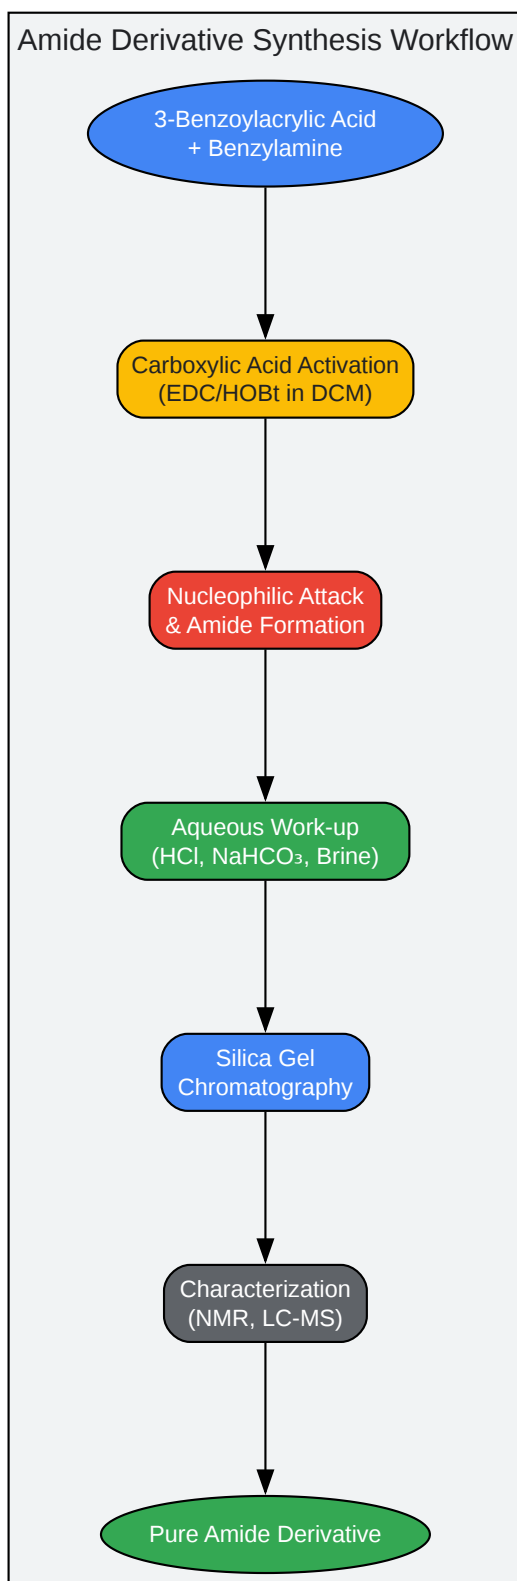 Amide Derivative Synthesis Workflow
3-Benzoylacrylic Acid
+ Benzylamine
Carboxylic Acid Activation
(EDC/HOBt in DCM)
Nucleophilic Attack
& Amide Formation
Aqueous Work-up
(HCl, NaHCO₃, Brine)
Silica Gel
Chromatography
Characterization
(NMR, LC-MS)
Pure Amide Derivative